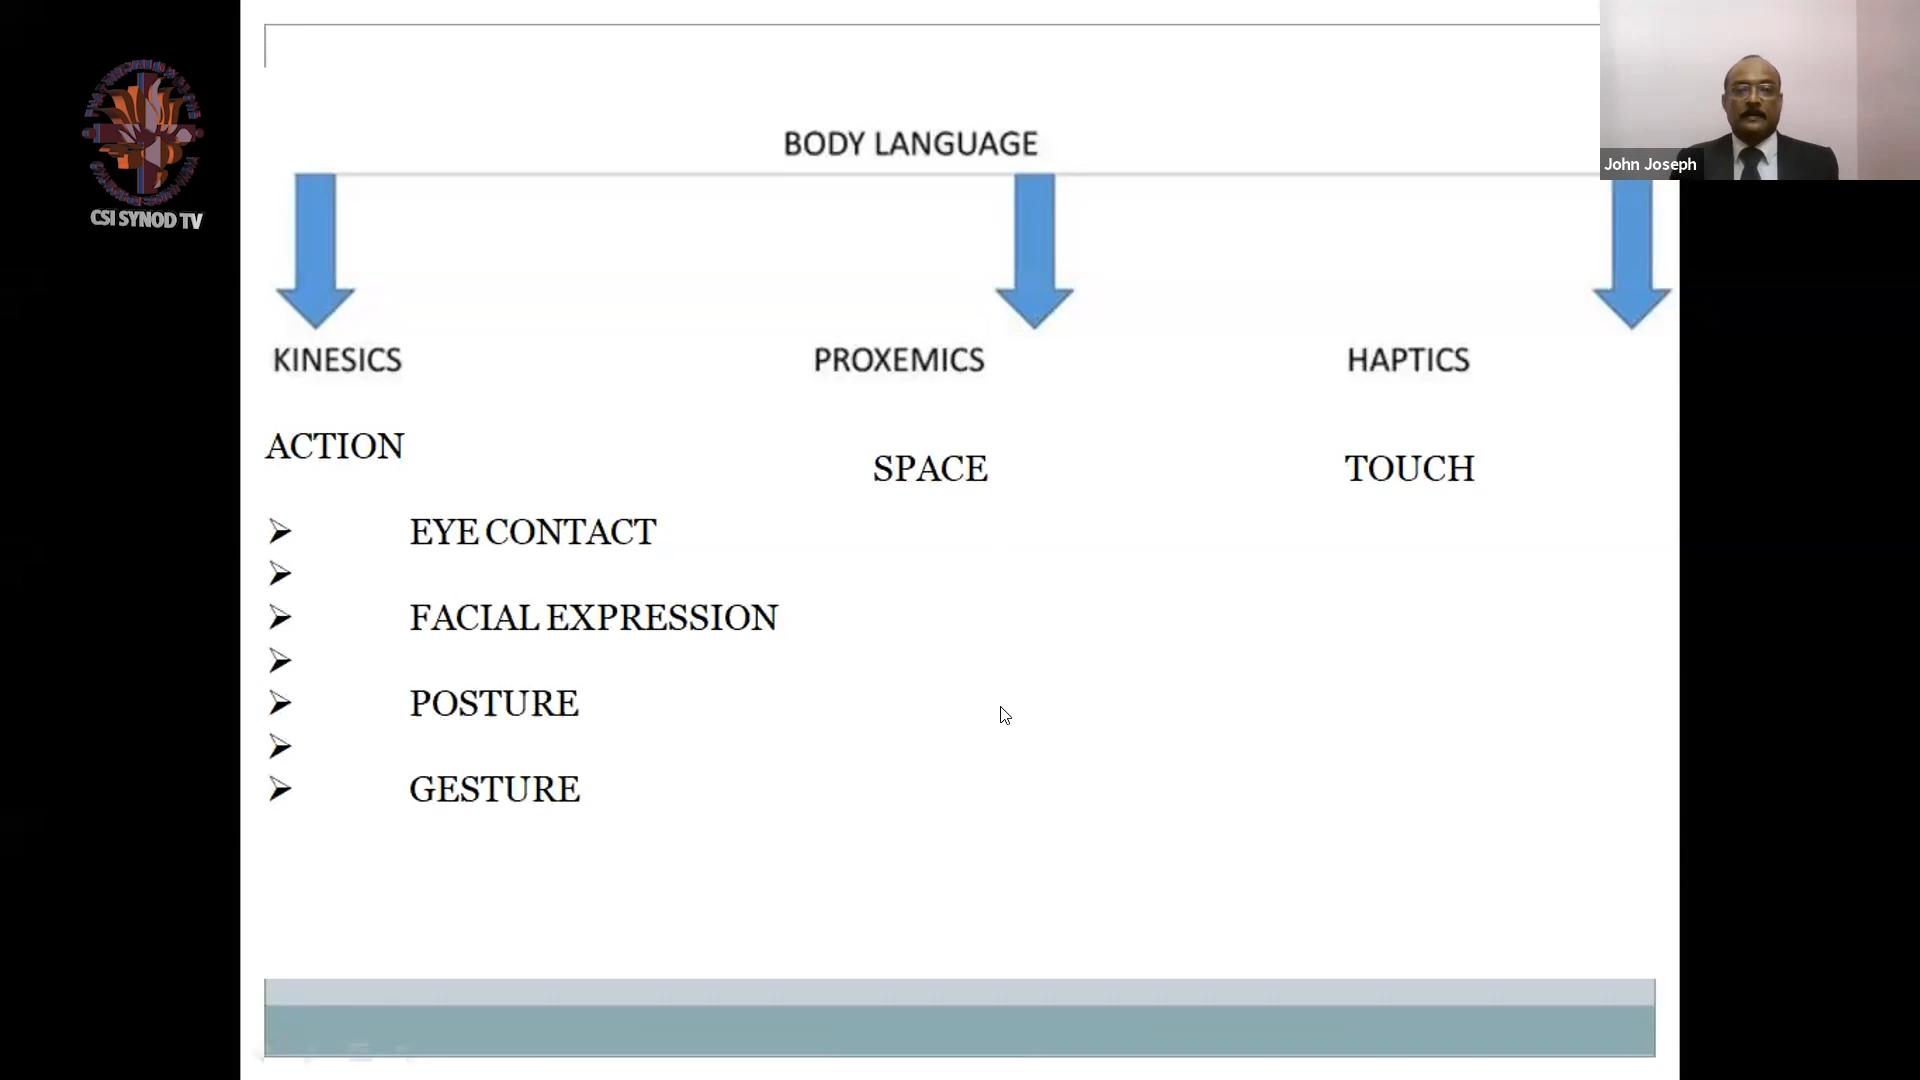 CSI SYNOD TV
John Joseph
BODY LANGUAGE
KINESICS PROXEMICS HAPTICS
ACTION
SPACE TOUCH
➢ EYE CONTACT
➢
➢ FACIAL EXPRESSION
➢
➢ POSTURE
➢
➢ GESTURE